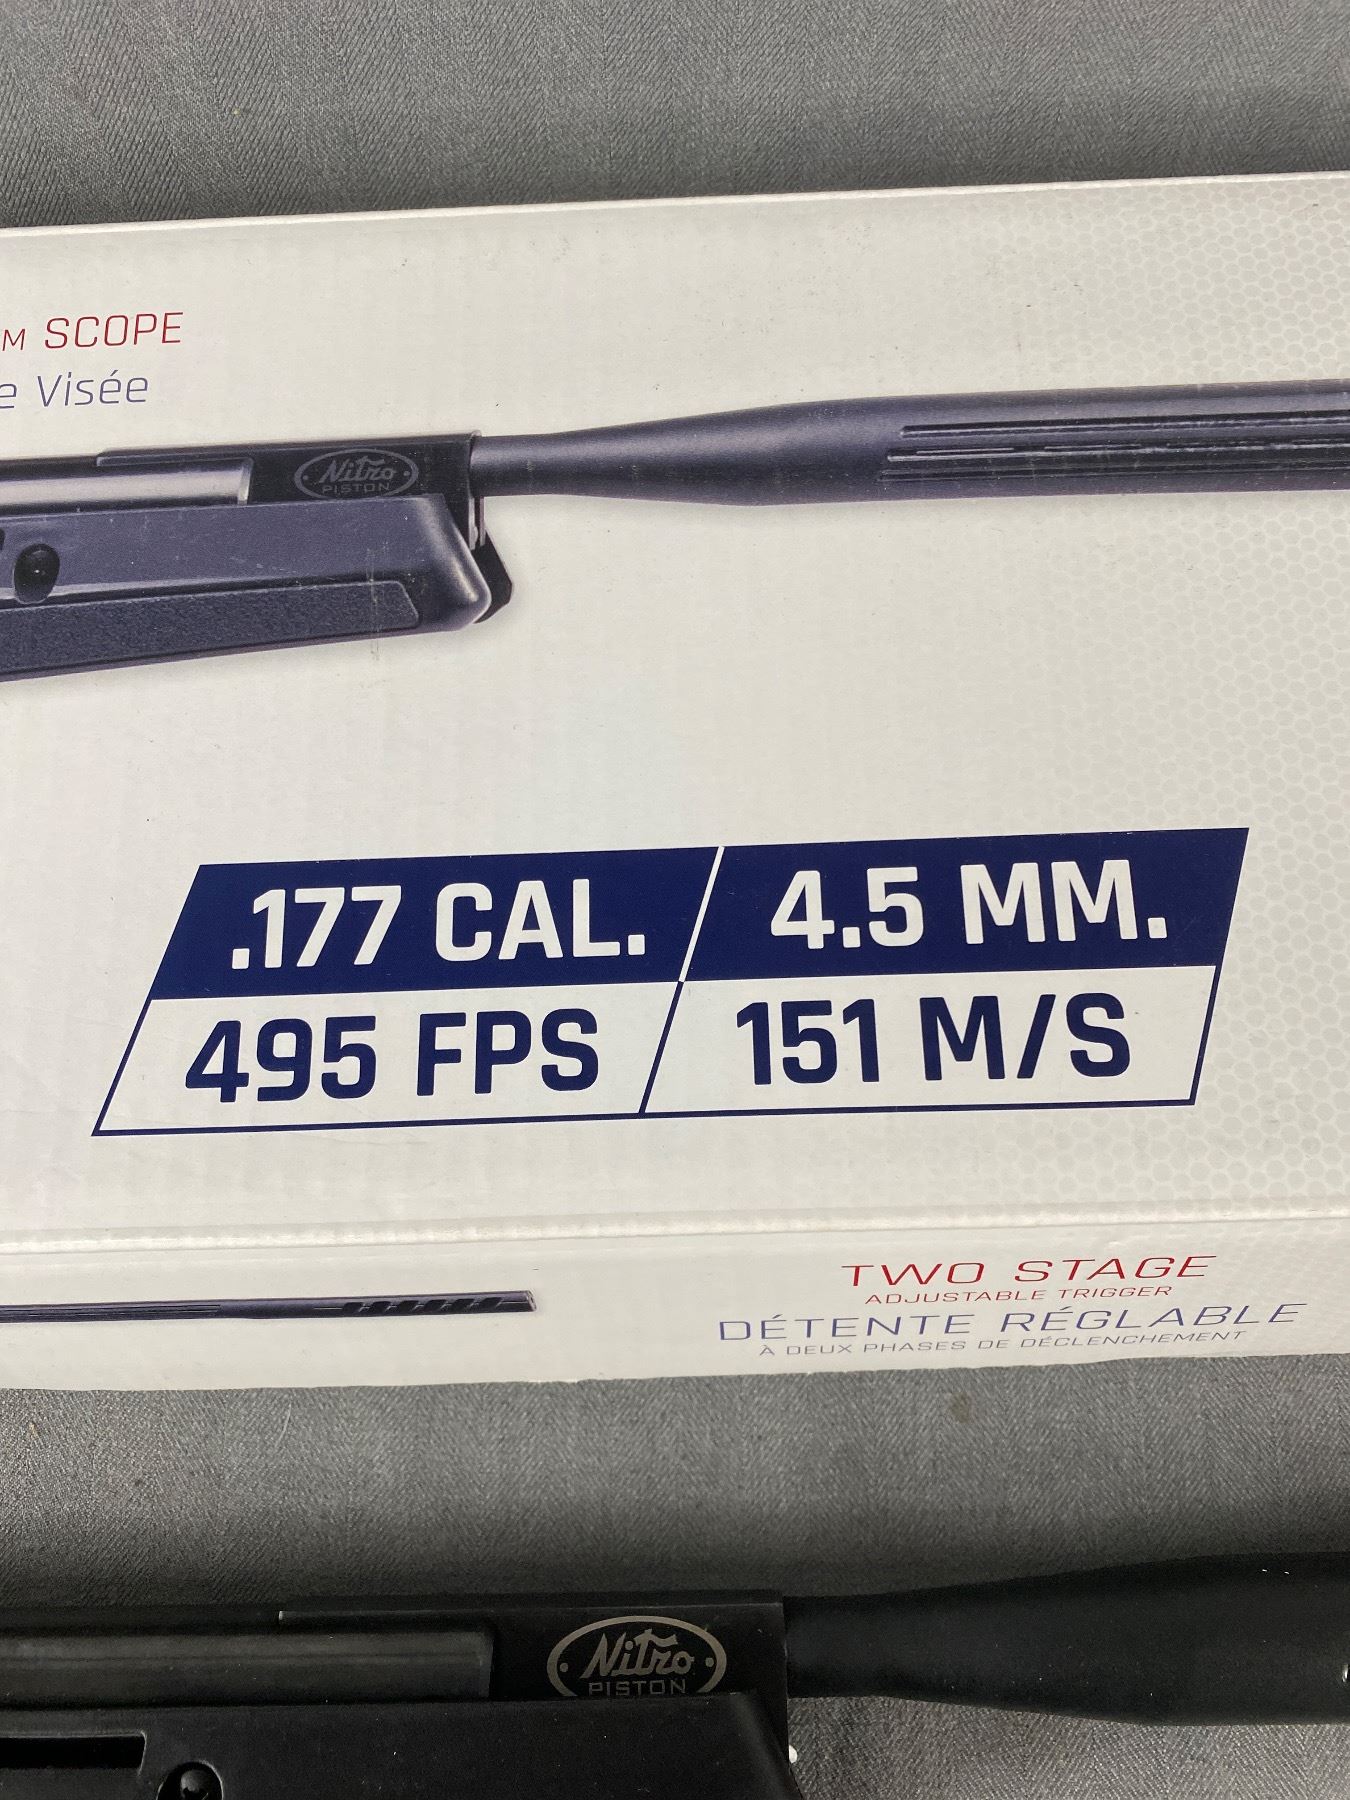 M SCOPE
e Visée
Nitro
PISTON
.177 CAL. 4.5 MM.
495 FPS 151 M/S
TWO STAGE
ADJUSTABLE TRIGGER
DÉTENTE RÉGLABLE
À DEUX PHASES DE DÉCLENCHEMENT
Nitro
PISTON